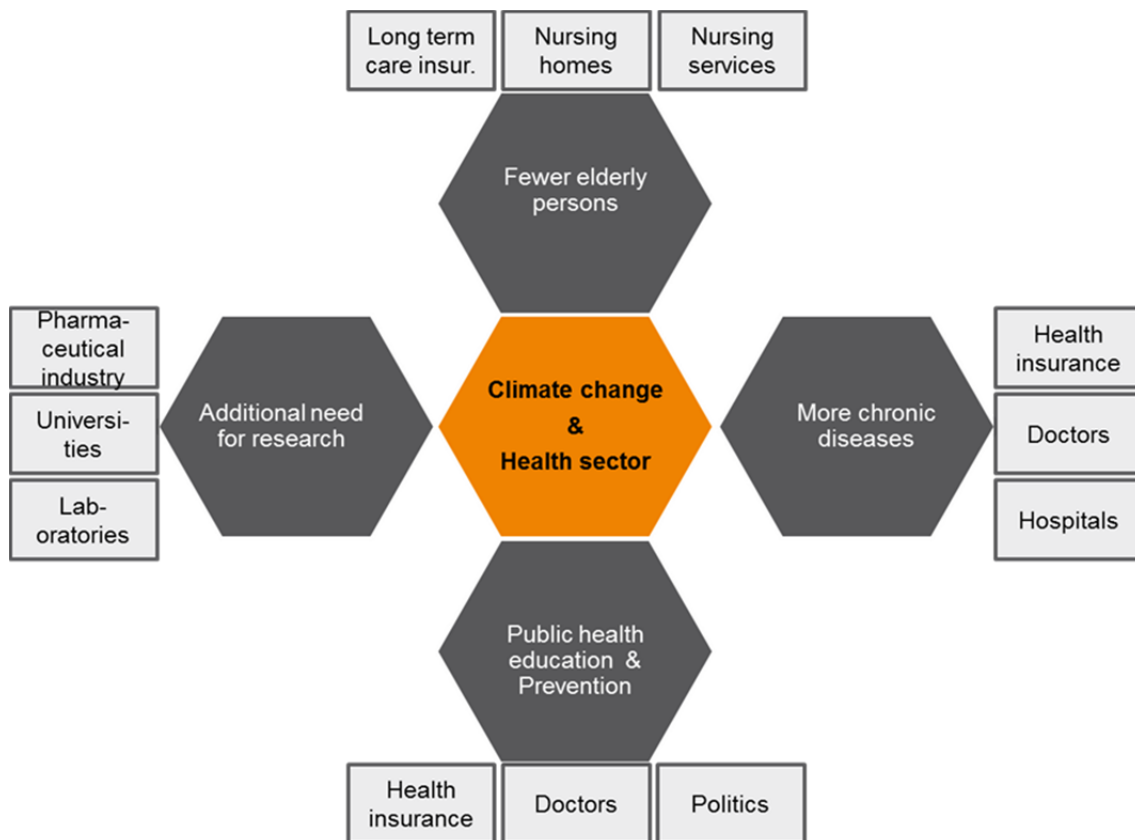 Long term
care insur.
Nursing
homes
Nursing
services
Fewer elderly
persons
Pharma-
ceutical
industry
Universi-
ties
Lab-
oratories
Additional need
for research
Climate change
&
Health sector
More chronic
diseases
Health
insurance
Doctors
Hospitals
Public health
education &
Prevention
Health
insurance
Doctors
Politics